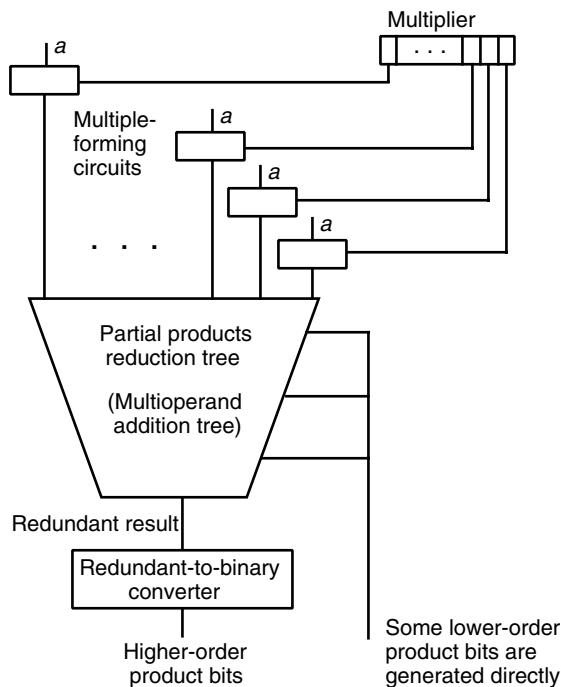 Multiplier
a
. . .
Multiple-
forming
circuits
a
a
a
. . .
Partial products
reduction tree
(Multioperand
addition tree)
Redundant result
Redundant-to-binary
converter
Higher-order
product bits
Some lower-order
product bits are
generated directly